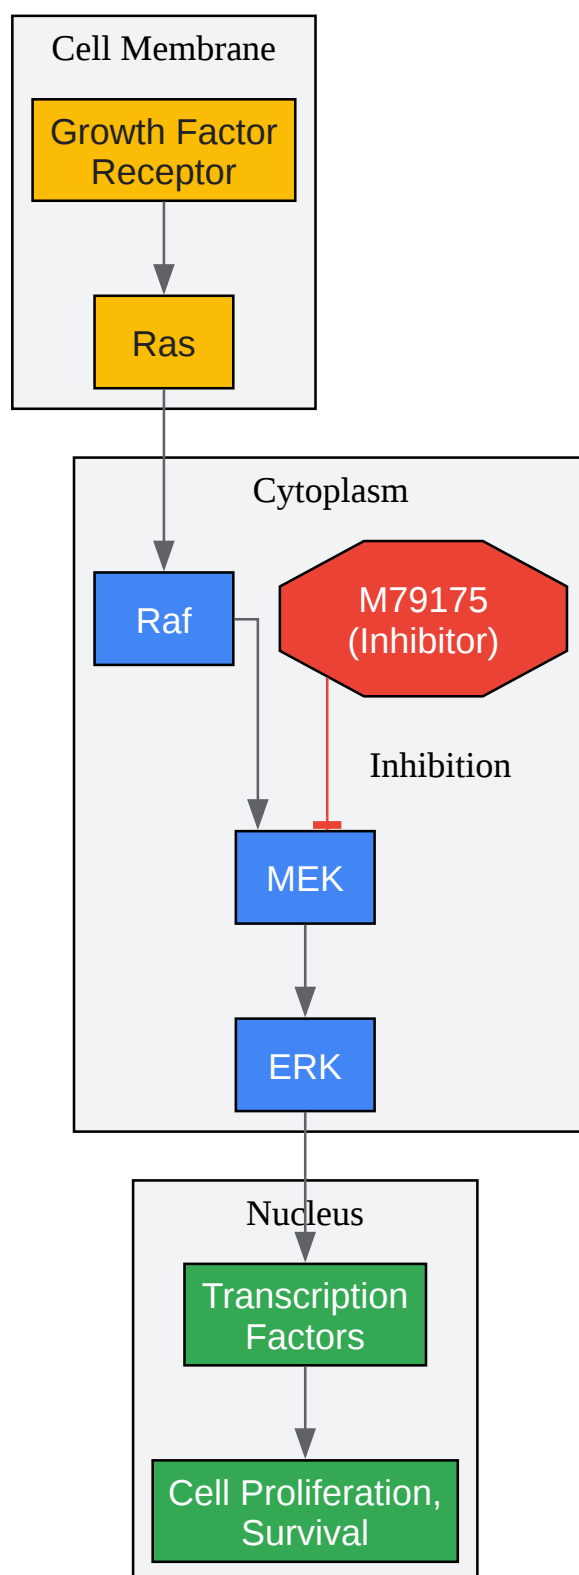 Cell Membrane
Growth Factor
Receptor
Ras
Cytoplasm
Raf
M79175
(Inhibitor)
Inhibition
MEK
ERK
Nucleus
Transcription
Factors
Cell Proliferation,
Survival